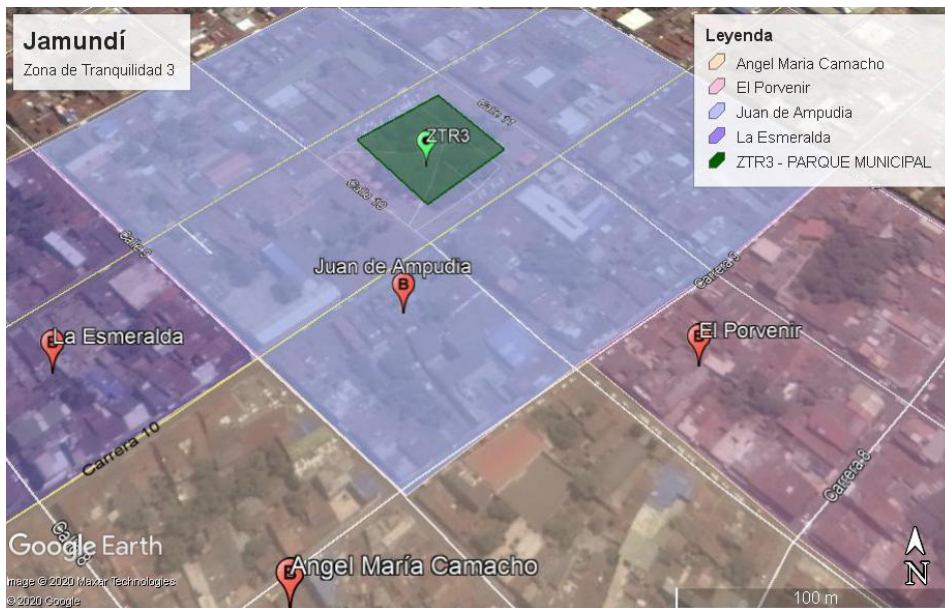 Jamundí
Zona de Tranquilidad 3
Leyenda
Angel Maria Camacho
El Porvenir
Juan de Ampudia
La Esmeralda
ZTR3 - PARQUE MUNICIPAL
Calle 11
ZTR3
Calle 10
Juan de Ampudia
B
Carrera 9
La Esmeralda
El Porvenir
Carrera 10
Carrera 8
Google Earth
Angel María Camacho
N
Image © 2020 Maxar Technologies
© 2020 Google
100 m